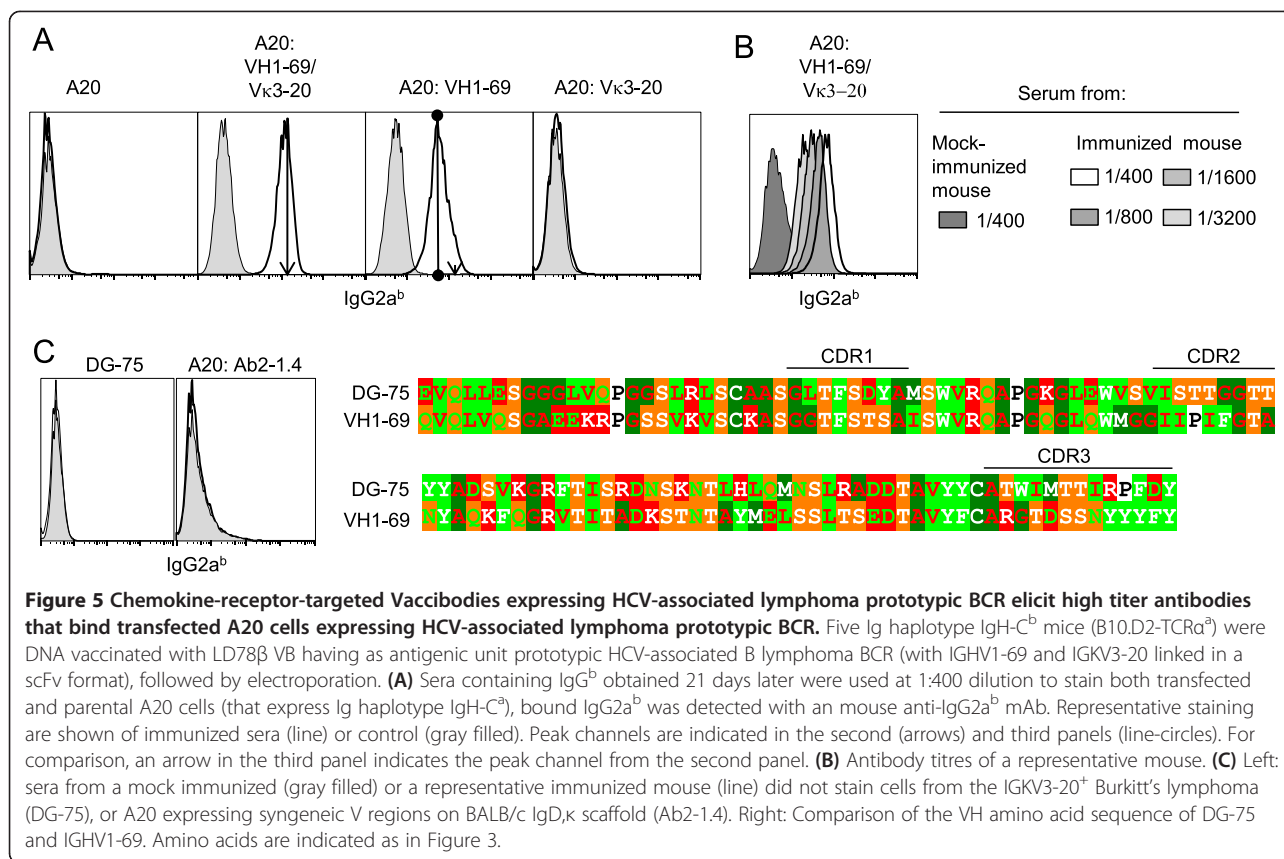 A
B
A20
A20:
VH1-69/
Vκ3-20
A20: VH1-69
A20: Vκ3-20
IgG2aᵇ
A20:
VH1-69/
Vκ3–20
IgG2aᵇ
Serum from:
Mock-
immunized
mouse
1/400
Immunized mouse
1/400 1/1600
1/800 1/3200
C
DG-75
A20: Ab2-1.4
IgG2aᵇ
CDR1 CDR2
DG-75 EVQLLESGGGLVQPGGSLRLSCAASGLTFSDYAMSWVRQAPGKGLEWVSVISTTGGTT
VH1-69 QVQLVQSGAEEKRPGSSVKVSCKASGGTFSTSAISWVRQAPGQGLQWMGGIIPIFGTA
CDR3
DG-75 YYADSVKGRFTISRDNSKNTLHLQMNSLRADDTAVYYCATWIMTTIRPFDY
VH1-69 NYAQKFQGRVTITADKSTNTAYMELSSLTSEDTAVYFCARGTDSSNYYYFY
Figure 5 Chemokine-receptor-targeted Vaccibodies expressing HCV-associated lymphoma prototypic BCR elicit high titer antibodies
that bind transfected A20 cells expressing HCV-associated lymphoma prototypic BCR. Five Ig haplotype IgH-Cᵇ mice (B10.D2-TCRαᵃ) were
DNA vaccinated with LD78β VB having as antigenic unit prototypic HCV-associated B lymphoma BCR (with IGHV1-69 and IGKV3-20 linked in a
scFv format), followed by electroporation. (A) Sera containing IgGᵇ obtained 21 days later were used at 1:400 dilution to stain both transfected
and parental A20 cells (that express Ig haplotype IgH-Cᵃ), bound IgG2aᵇ was detected with an mouse anti-IgG2aᵇ mAb. Representative staining
are shown of immunized sera (line) or control (gray filled). Peak channels are indicated in the second (arrows) and third panels (line-circles). For
comparison, an arrow in the third panel indicates the peak channel from the second panel. (B) Antibody titres of a representative mouse. (C) Left:
sera from a mock immunized (gray filled) or a representative immunized mouse (line) did not stain cells from the IGKV3-20⁺ Burkitt's lymphoma
(DG-75), or A20 expressing syngeneic V regions on BALB/c IgD,κ scaffold (Ab2-1.4). Right: Comparison of the VH amino acid sequence of DG-75
and IGHV1-69. Amino acids are indicated as in Figure 3.